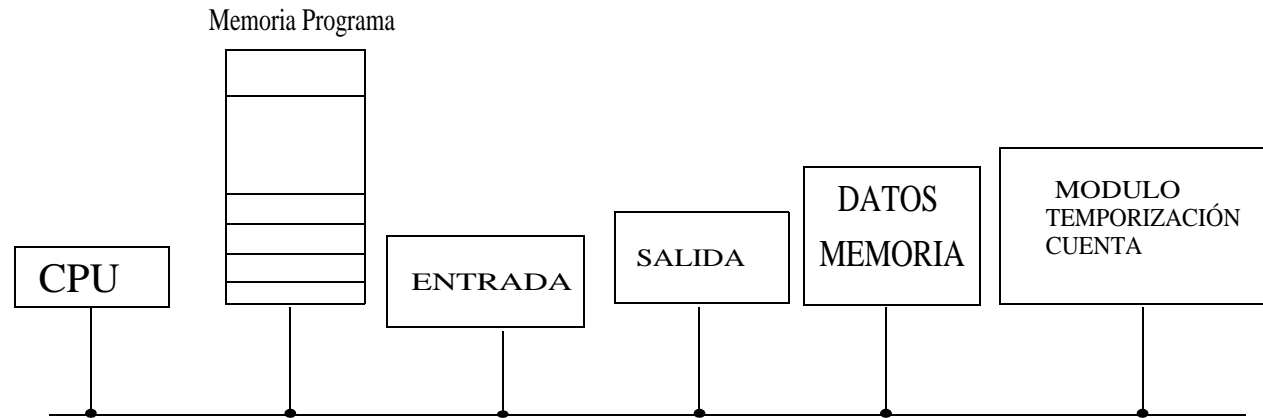 Memoria Programa
CPU
ENTRADA
SALIDA
DATOS
MEMORIA
MODULO
TEMPORIZACIÓN
CUENTA